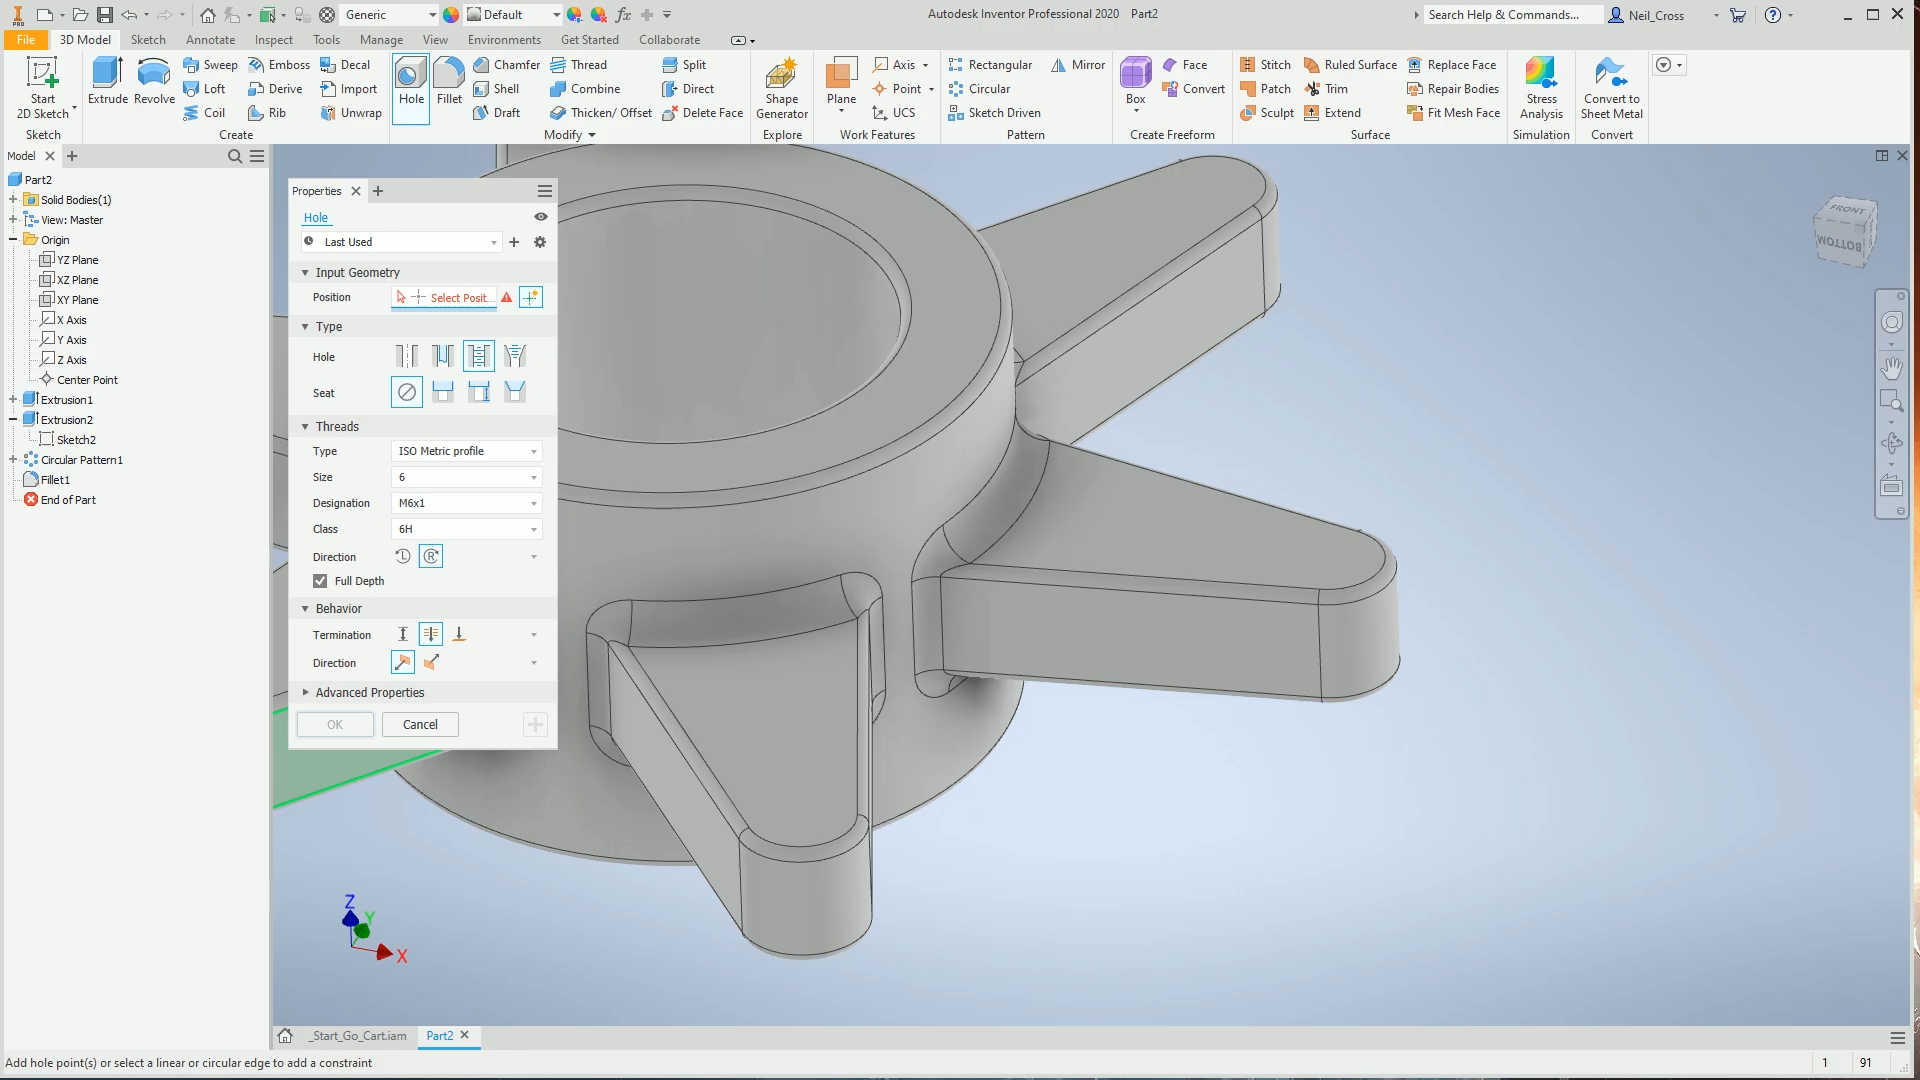 Generic
Default
fx
Autodesk Inventor Professional 2020 Part2
Search Help & Commands...
Neil_Cross
File
3D Model
Sketch
Annotate
Inspect
Tools
Manage
View
Environments
Get Started
Collaborate
Start
2D Sketch
Sketch
Extrude
Revolve
Sweep
Loft
Coil
Emboss
Derive
Rib
Decal
Import
Unwrap
Create
Hole
Fillet
Chamfer
Shell
Draft
Thread
Combine
Thicken/ Offset
Split
Direct
Delete Face
Modify
Shape
Generator
Explore
Plane
Axis
Point
UCS
Work Features
Rectangular
Circular
Sketch Driven
Mirror
Pattern
Box
Face
Convert
Create Freeform
Stitch
Patch
Sculpt
Ruled Surface
Trim
Extend
Replace Face
Repair Bodies
Fit Mesh Face
Surface
Stress
Analysis
Simulation
Convert to
Sheet Metal
Convert
Model
Part2
Solid Bodies(1)
View: Master
Origin
YZ Plane
XZ Plane
XY Plane
X Axis
Y Axis
Z Axis
Center Point
Extrusion1
Extrusion2
Sketch2
Circular Pattern1
Fillet1
End of Part
Properties
Hole
Last Used
Input Geometry
Position
Select Posit...
Type
Hole
Seat
Threads
Type ISO Metric profile
Size 6
Designation M6x1
Class 6H
Direction
Full Depth
Behavior
Termination
Direction
Advanced Properties
OK
Cancel
FRONT
BOTTOM
Z
Y
X
_Start_Go_Cart.iam
Part2
Add hole point(s) or select a linear or circular edge to add a constraint
1
91